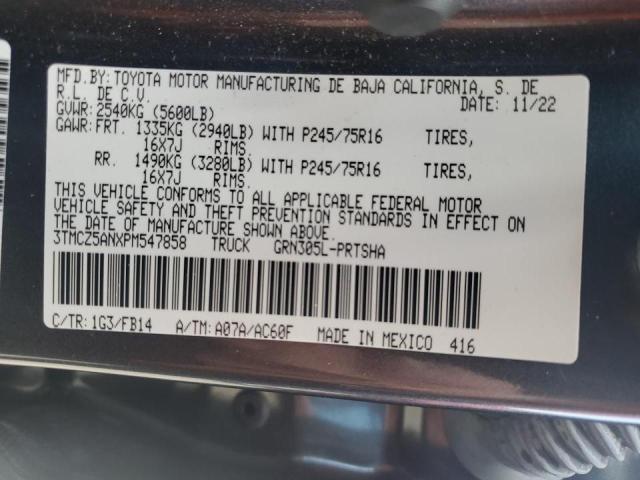 MFD.BY:TOYOTA MOTOR MANUFACTURING DE BAJA CALIFORNIA, S. DE
R.L. DE C.V. DATE: 11/22
GVWR:2540KG (5600LB)
GAWR:FRT. 1335KG (2940LB) WITH P245/75R16 TIRES,
16X7J RIMS.
RR. 1490KG (3280LB) WITH P245/75R16 TIRES,
16X7J RIMS.
THIS VEHICLE CONFORMS TO ALL APPLICABLE FEDERAL MOTOR
VEHICLE SAFETY AND THEFT PREVENTION STANDARDS IN EFFECT ON
THE DATE OF MANUFACTURE SHOWN ABOVE.
3TMCZ5ANXPM547858 TRUCK GRN305L-PRTSHA
C/TR:1G3/FB14 A/TM:A07A/AC60F MADE IN MEXICO 416